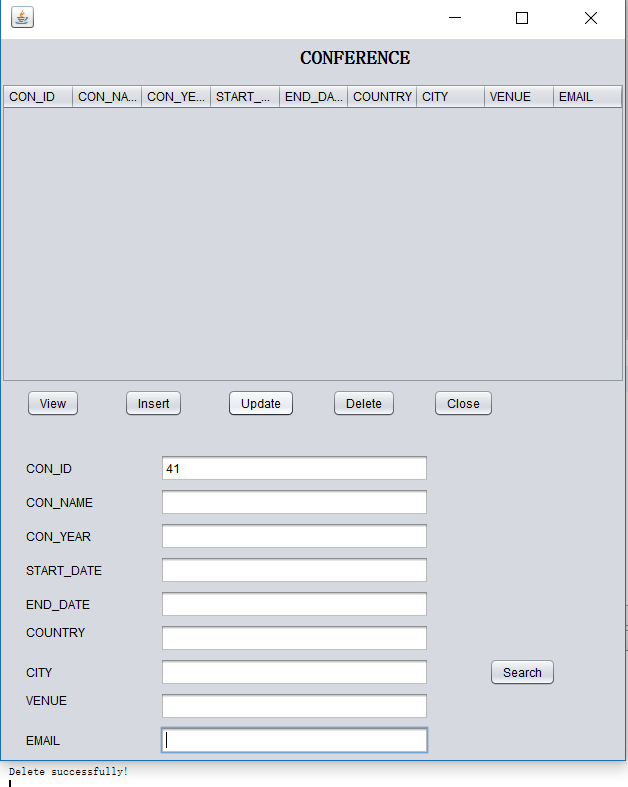 CONFERENCE
CON_ID CON_NA... CON_YE... START_... END_DA... COUNTRY CITY VENUE EMAIL
View Insert Update Delete Close
CON_ID 41
CON_NAME
CON_YEAR
START_DATE
END_DATE
COUNTRY
CITY Search
VENUE
EMAIL
Delete successfully!